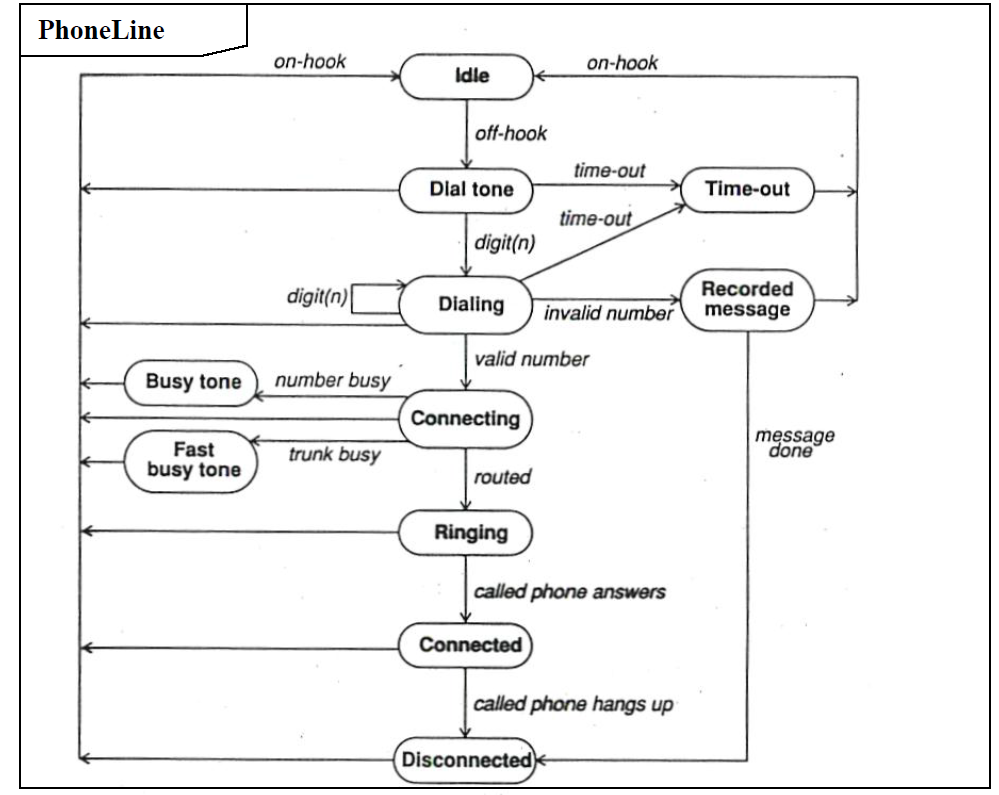 PhoneLine
on-hook
Idle
on-hook
off-hook
Dial tone
time-out
Time-out
time-out
digit(n)
digit(n)
Dialing
invalid number
Recorded
message
valid number
Busy tone
number busy
Connecting
Fast
busy tone
trunk busy
message
done
routed
Ringing
called phone answers
Connected
called phone hangs up
Disconnected